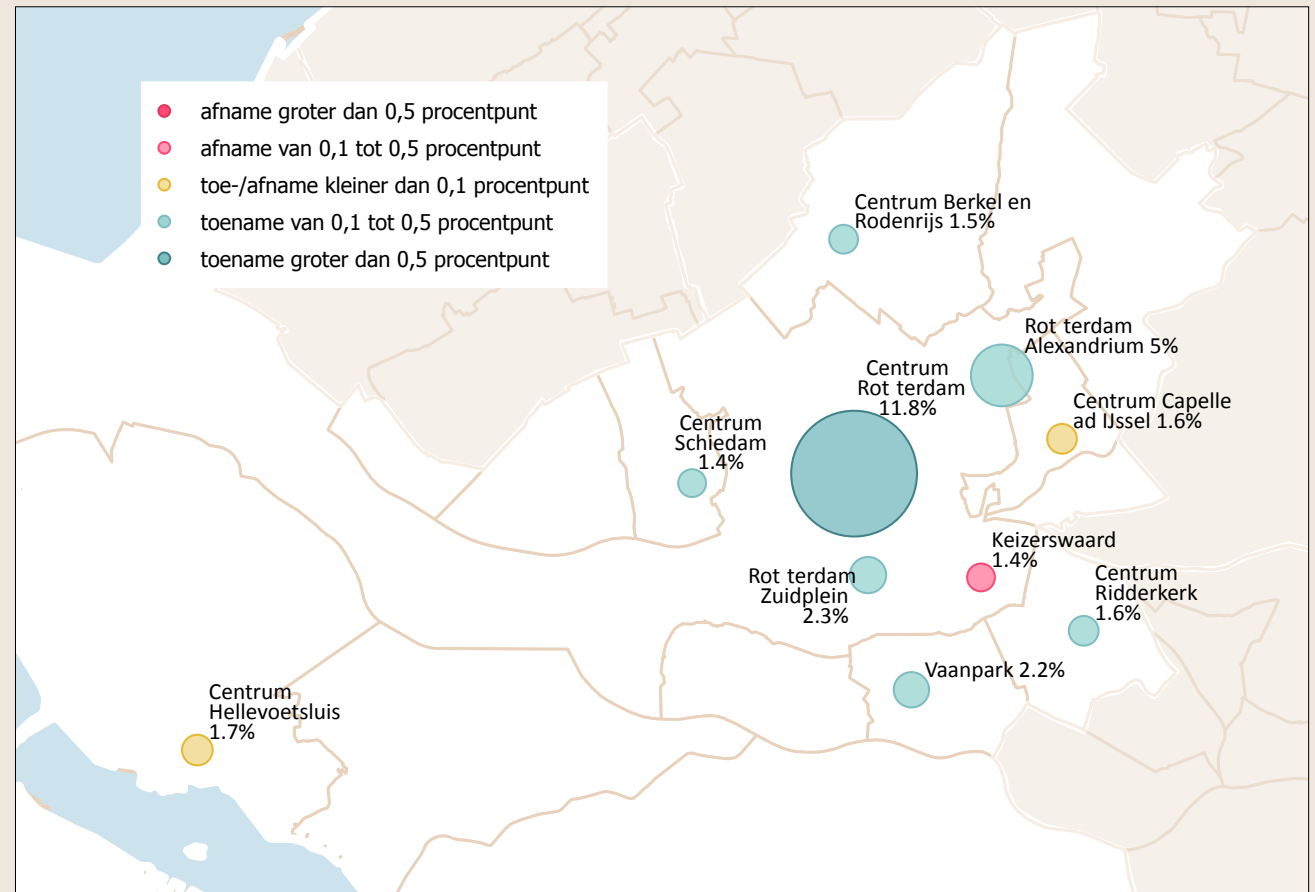 afname groter dan 0,5 procentpunt
afname van 0,1 tot 0,5 procentpunt
toe-/afname kleiner dan 0,1 procentpunt
toename van 0,1 tot 0,5 procentpunt
toename groter dan 0,5 procentpunt
Centrum Berkel en
Rodenrijs 1.5%
Rot terdam
Alexandrium 5%
Centrum
Rot terdam
11.8%
Centrum Capelle
ad IJssel 1.6%
Centrum
Schiedam
1.4%
Keizerswaard
1.4%
Rot terdam
Zuidplein
2.3%
Centrum
Ridderkerk
1.6%
Vaanpark 2.2%
Centrum
Hellevoetsluis
1.7%